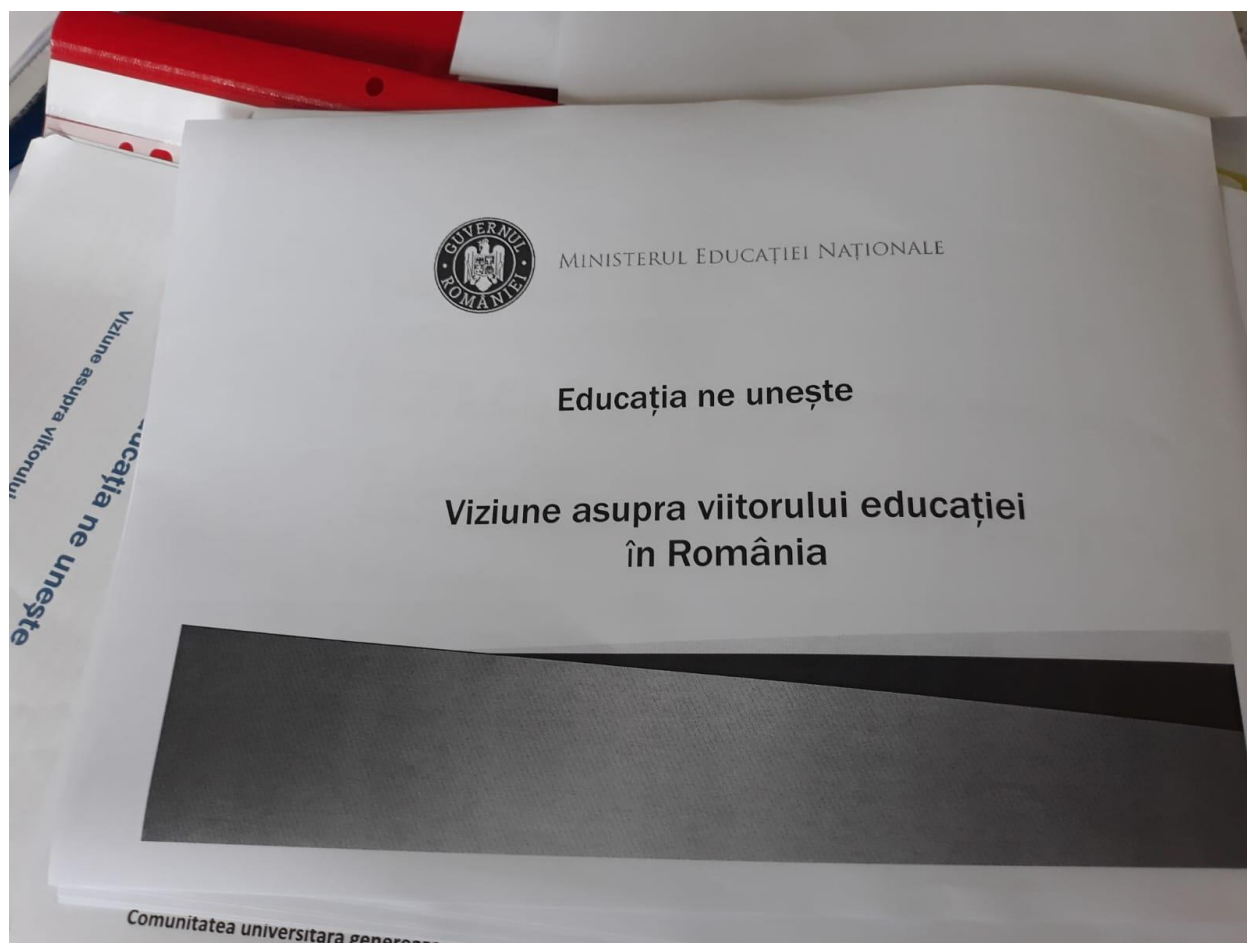 GUVERNUL ROMÂNIEI
MINISTERUL EDUCAȚIEI NAȚIONALE
Educația ne unește
Viziune asupra viitorului educației
în România
ne unește
Viziune asupra viitorului
Comunitatea universitara